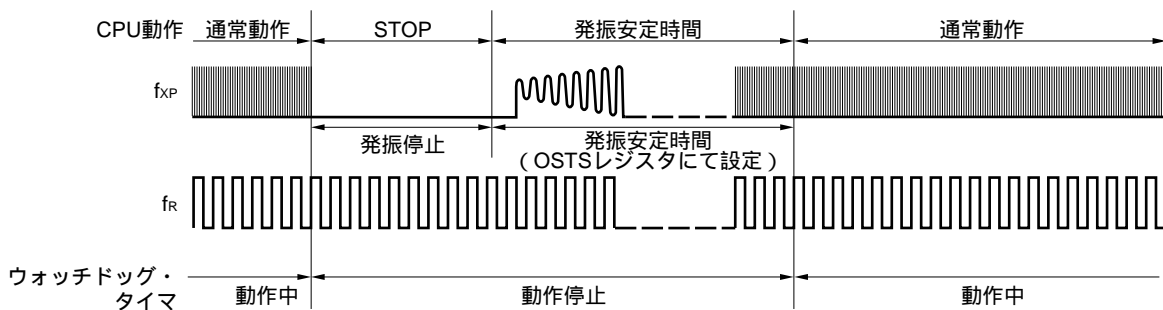 CPU動作 通常動作 STOP 発振安定時間 通常動作
fXP
発振停止 発振安定時間
(OSTSレジスタにて設定)
fR
ウォッチドッグ・
タイマ 動作中 動作停止 動作中